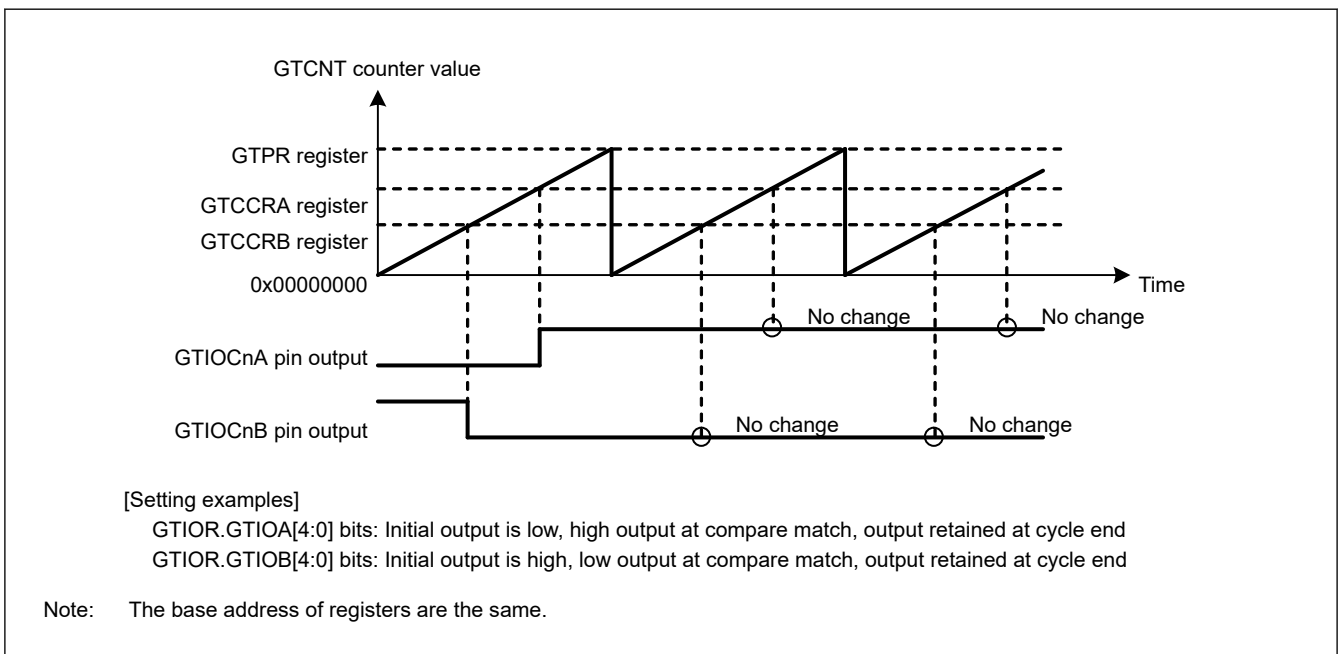 GTCNT counter value
GTPR register
GTCCRA register
GTCCRB register
0x00000000
Time
No change
No change
GTIOCnA pin output
No change
No change
GTIOCnB pin output
[Setting examples]
GTIOR.GTIOA[4:0] bits: Initial output is low, high output at compare match, output retained at cycle end
GTIOR.GTIOB[4:0] bits: Initial output is high, low output at compare match, output retained at cycle end
Note: The base address of registers are the same.